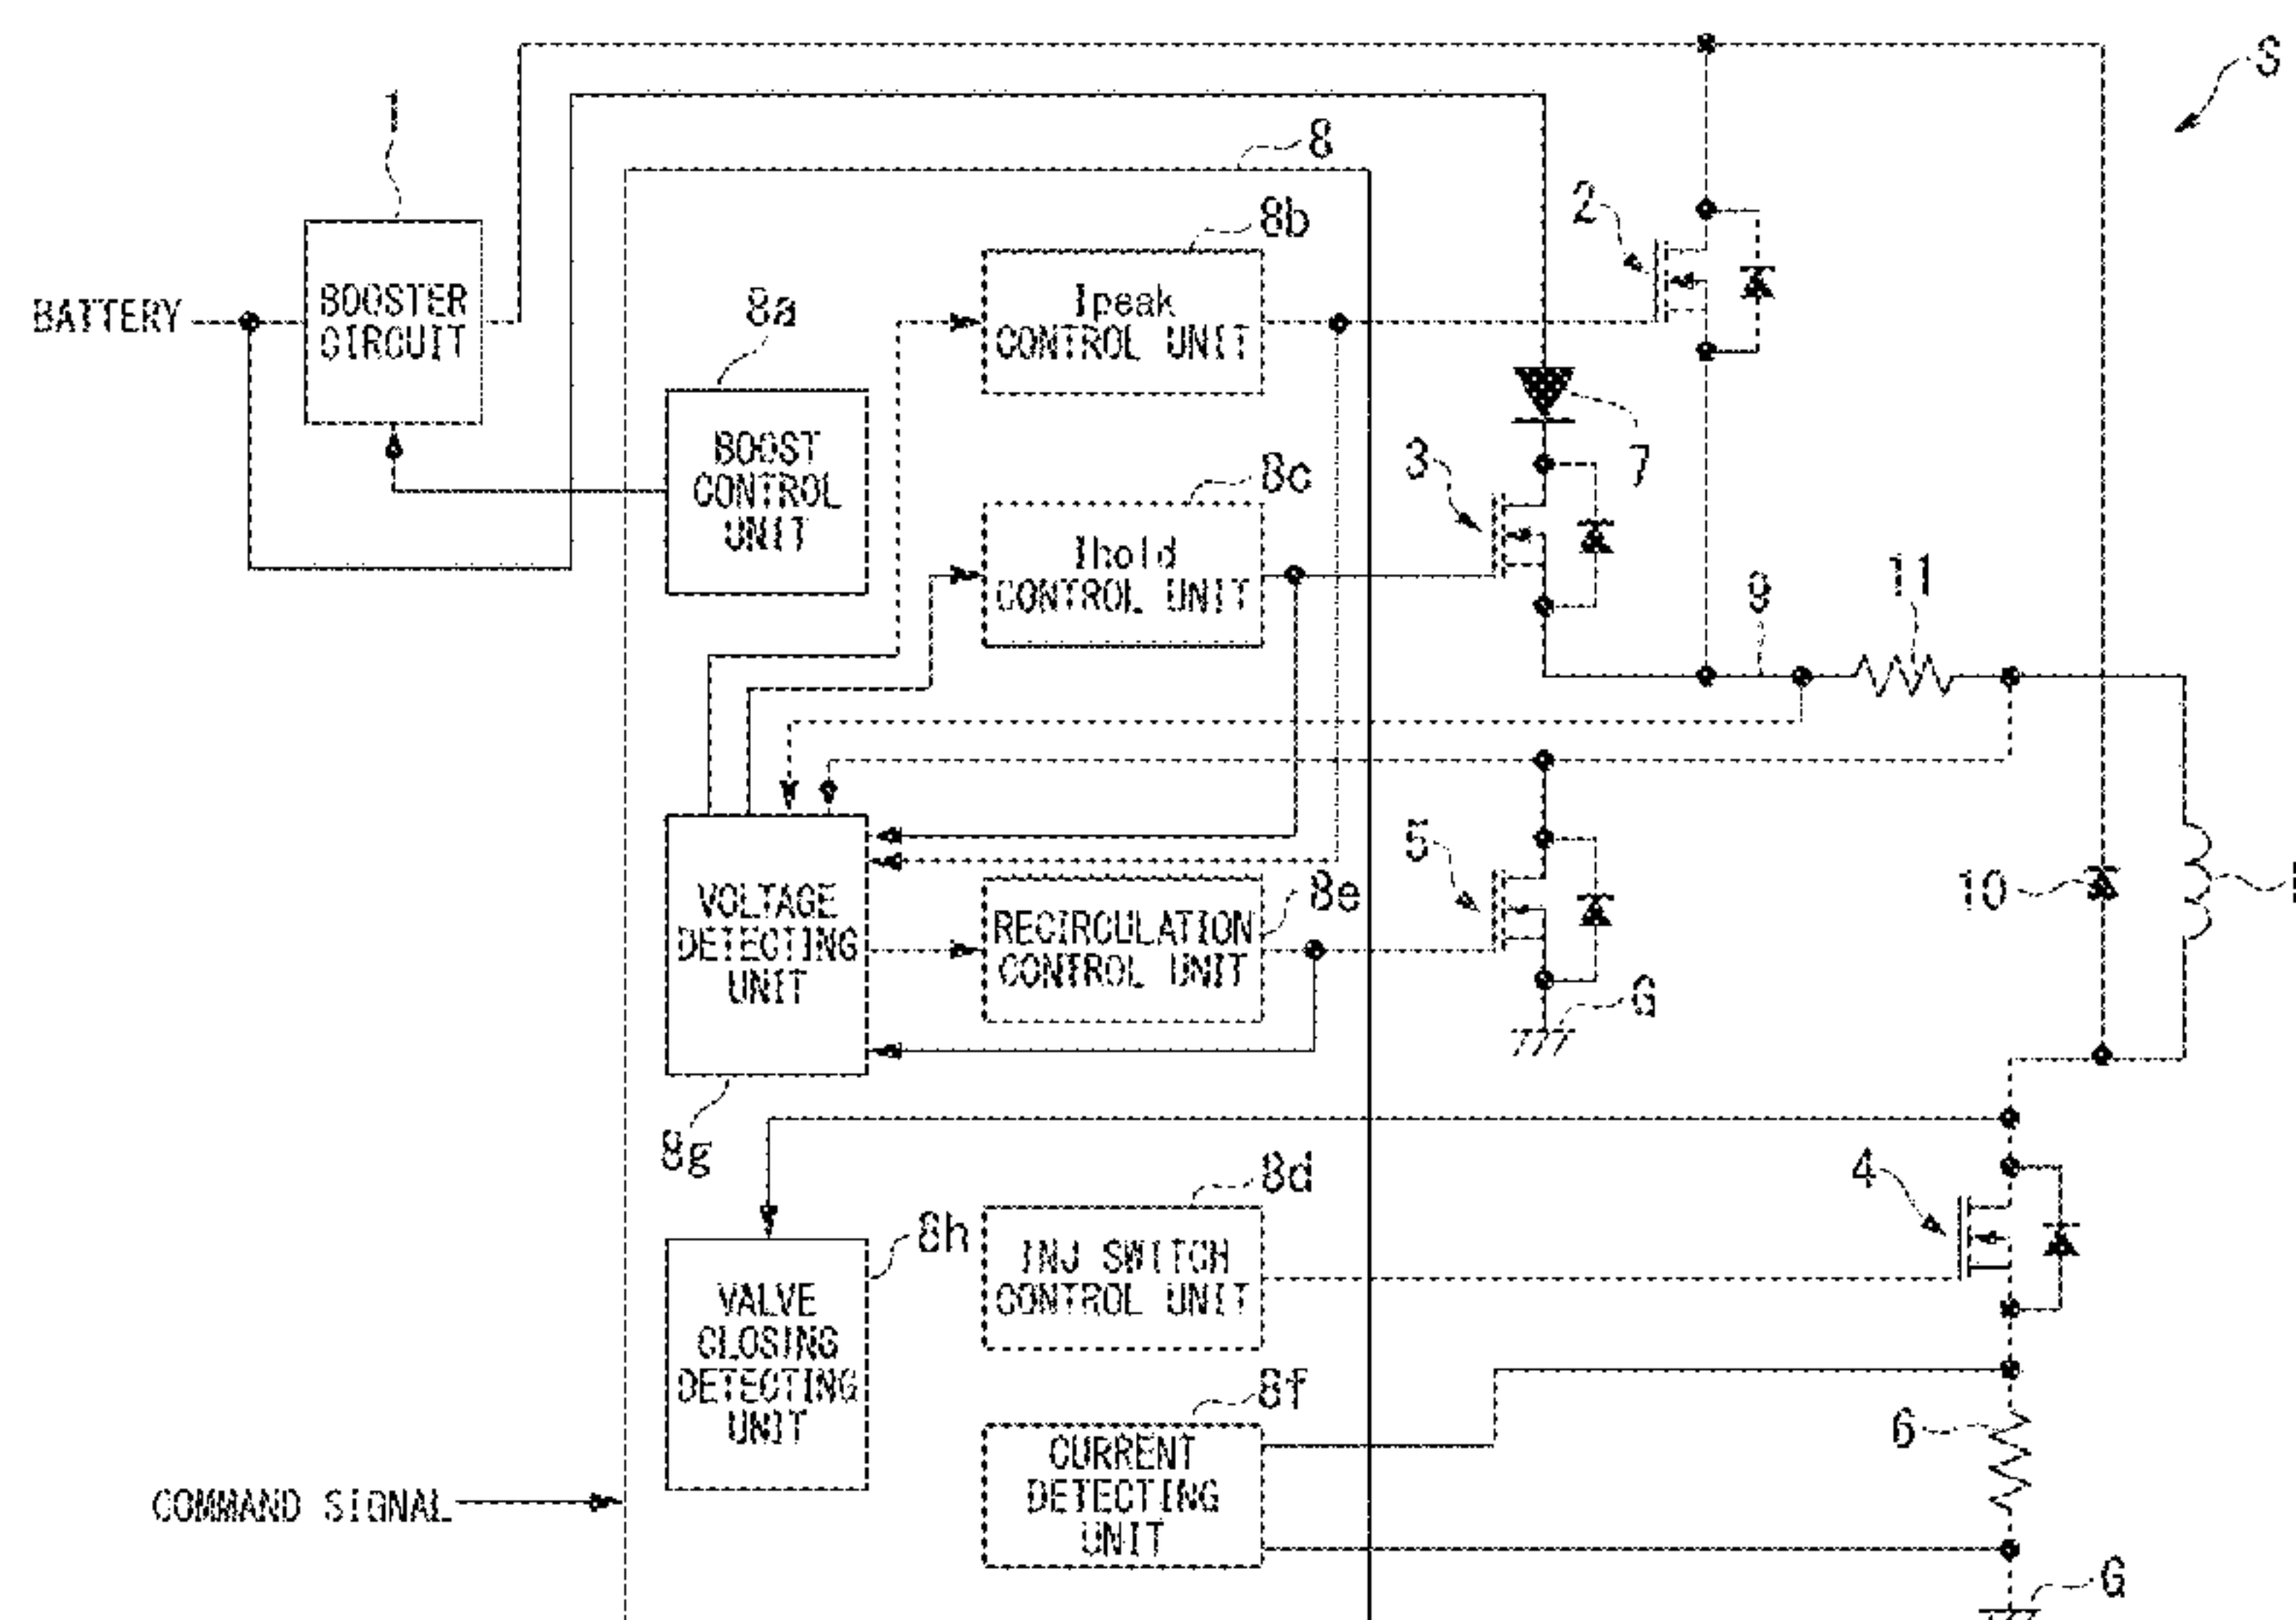 S
1
8
2
8b
BATTERY
BOOSTER
CIRCUIT
8a
Ipeak
CONTROL UNIT
BOOST
CONTROL
UNIT
3
7
8c
Ihold
CONTROL UNIT
9
11
5
VOLTAGE
DETECTING
UNIT
RECIRCULATION
CONTROL UNIT
8e
10
G
8g
8d
4
8h
INJ SWITCH
CONTROL UNIT
VALVE
CLOSING
DETECTING
UNIT
8f
6
CURRENT
DETECTING
UNIT
COMMAND SIGNAL
G